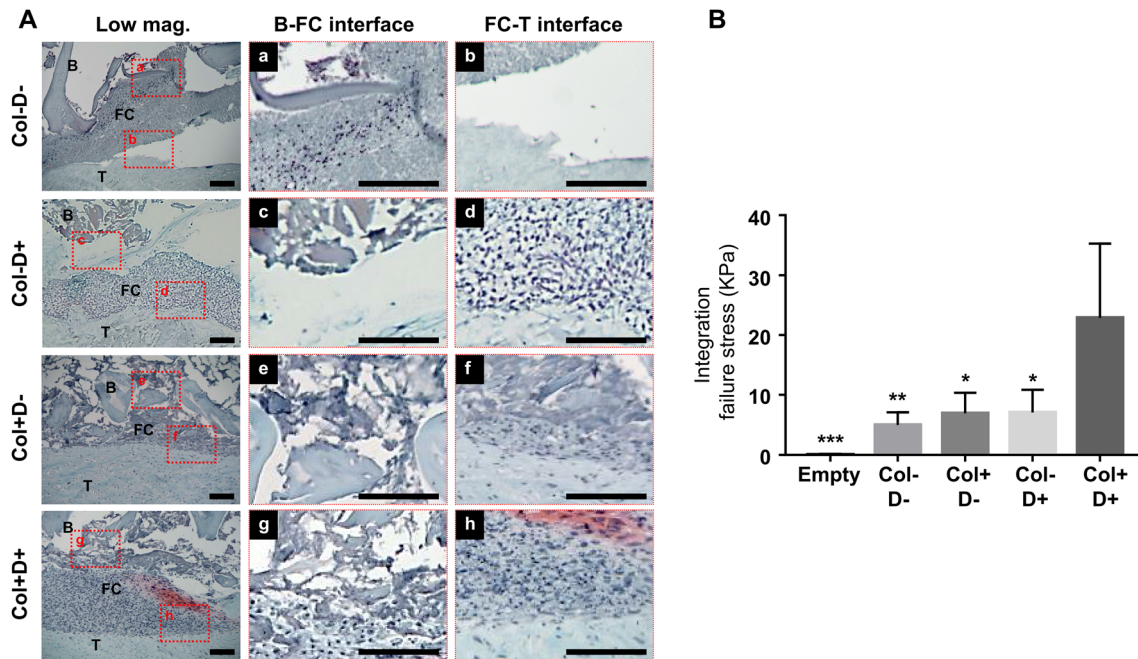 A
Low mag.
B-FC interface
FC-T interface
Col-D-
B
a
FC
b
T
a
b
Col-D+
B
c
FC
d
T
c
d
Col+D-
B
e
FC
f
T
e
f
Col+D+
B
g
FC
h
T
g
h
B
Integration
failure stress (KPa)
40
30
20
10
0
***
**
*
*
Empty
Col-
D-
Col+
D-
Col-
D+
Col+
D+